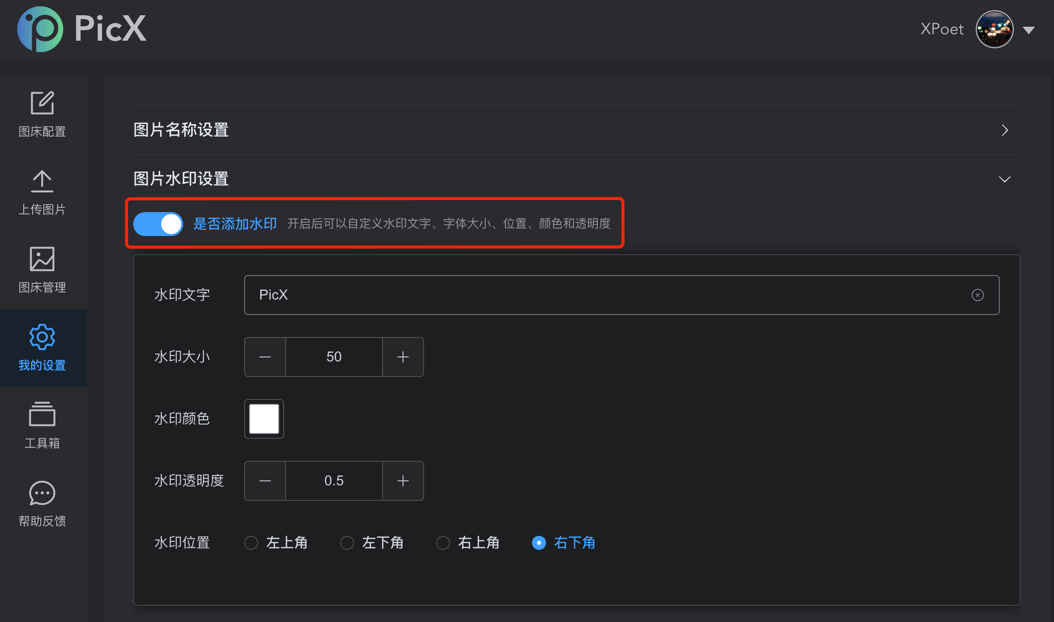 PicX
XPoet
图床配置
上传图片
图床管理
我的设置
工具箱
帮助反馈
图片名称设置
图片水印设置
是否添加水印 开启后可以自定义水印文字、字体大小、位置、颜色和透明度
水印文字 PicX
水印大小 50
水印颜色
水印透明度 0.5
水印位置 左上角 左下角 右上角 右下角